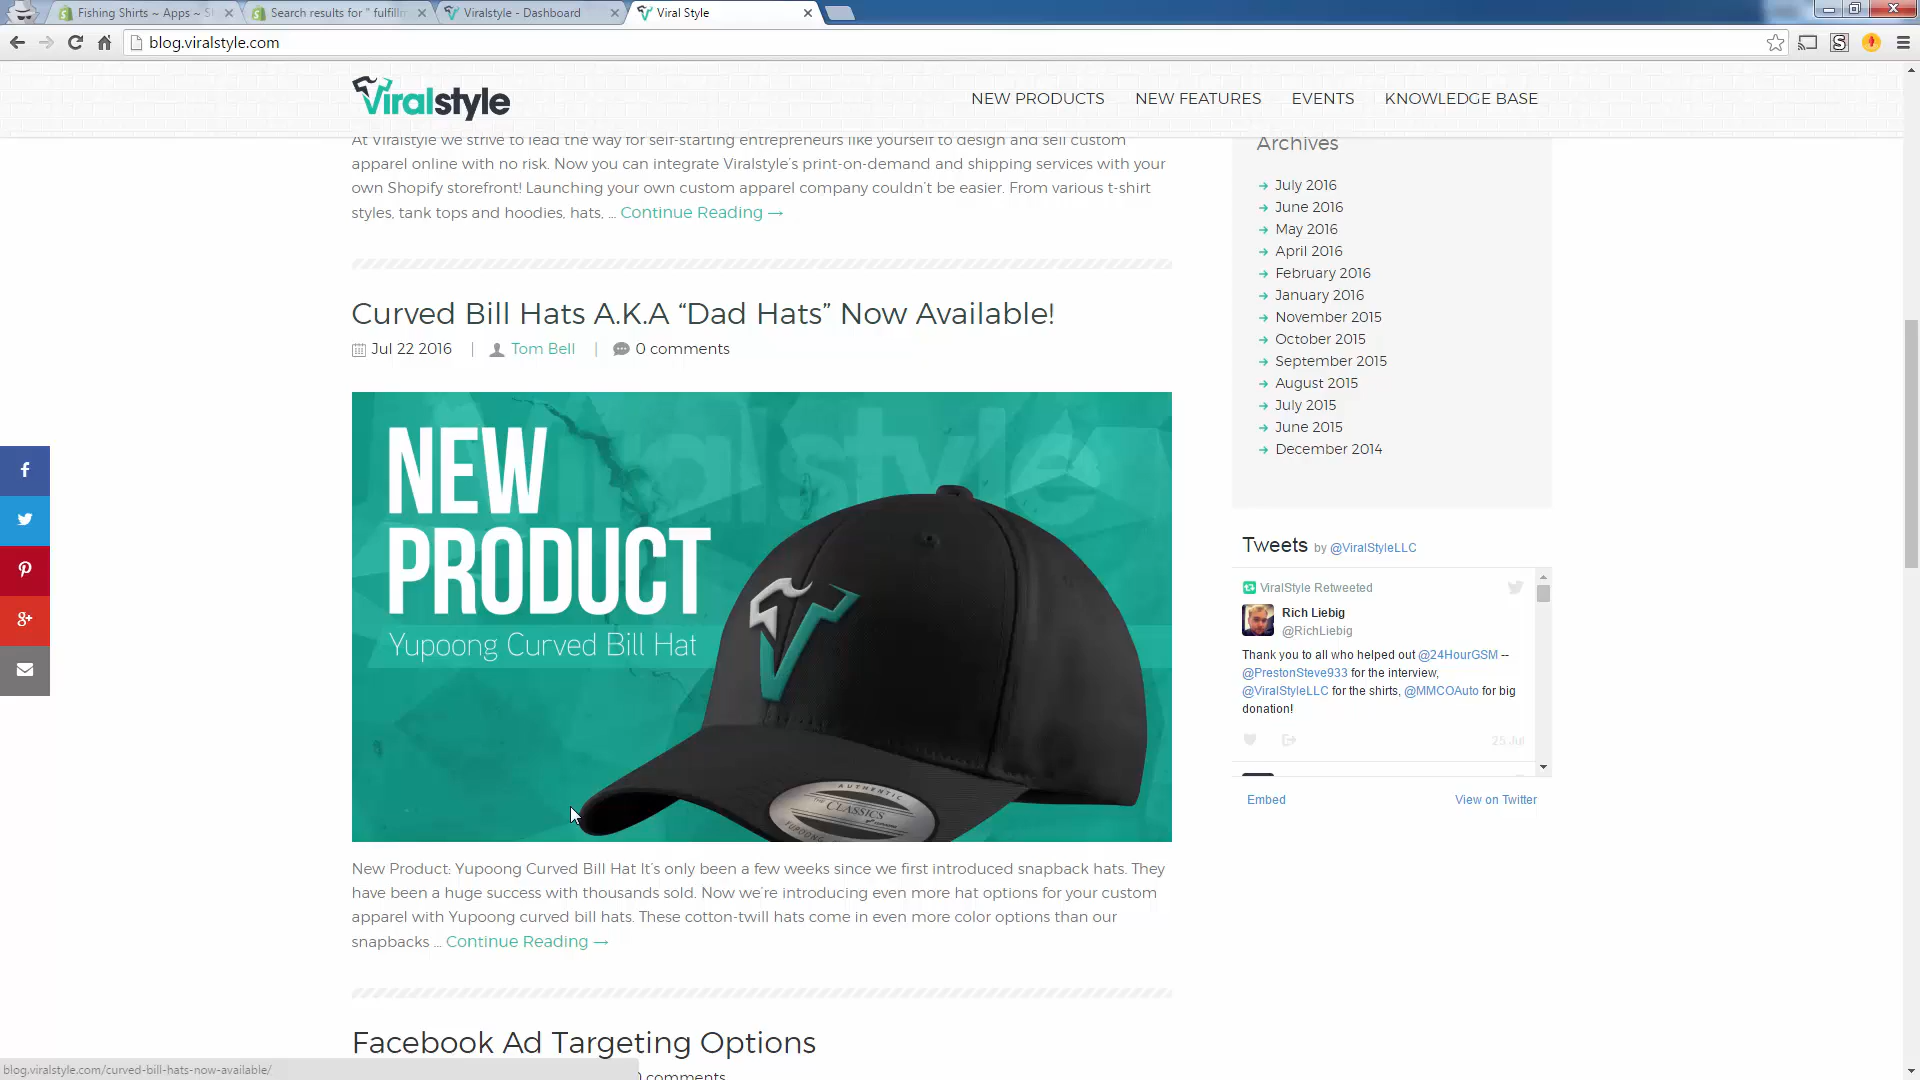 Fishing Shirts ~ Apps ~ S
Search results for " fulfillm
Viralstyle - Dashboard
Viral Style
blog.viralstyle.com
Viralstyle
NEW PRODUCTS
NEW FEATURES
EVENTS
KNOWLEDGE BASE
At Viralstyle we strive to lead the way for self-starting entrepreneurs like yourself to design and sell custom
apparel online with no risk. Now you can integrate Viralstyle's print-on-demand and shipping services with your
own Shopify storefront! Launching your own custom apparel company couldn't be easier. From various t-shirt
styles, tank tops and hoodies, hats, ... Continue Reading →
Curved Bill Hats A.K.A “Dad Hats” Now Available!
Jul 22 2016 | Tom Bell | 0 comments
viralstyle
NEW
PRODUCT
Yupoong Curved Bill Hat
AUTHENTIC
THE CLASSICS
YUPOONG
New Product: Yupoong Curved Bill Hat It's only been a few weeks since we first introduced snapback hats. They
have been a huge success with thousands sold. Now we're introducing even more hat options for your custom
apparel with Yupoong curved bill hats. These cotton-twill hats come in even more color options than our
snapbacks ... Continue Reading →
Facebook Ad Targeting Options
0 comments
Archives
July 2016
June 2016
May 2016
April 2016
February 2016
January 2016
November 2015
October 2015
September 2015
August 2015
July 2015
June 2015
December 2014
Tweets by @ViralStyleLLC
ViralStyle Retweeted
Rich Liebig
@RichLiebig
Thank you to all who helped out @24HourGSM --
@PrestonSteve933 for the interview,
@ViralStyleLLC for the shirts, @MMCOAuto for big
donation!
25 Jul
Embed
View on Twitter
blog.viralstyle.com/curved-bill-hats-now-available/